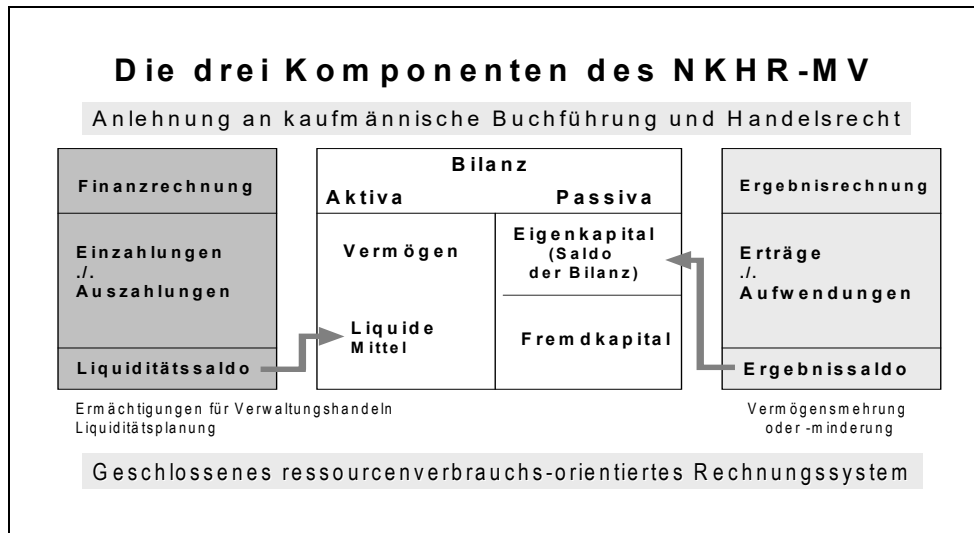 Die drei Komponenten des NKHR-MV
Anlehnung an kaufmännische Buchführung und Handelsrecht
Finanzrechnung
Einzahlungen
./.
Auszahlungen
Liquiditätssaldo
Ermächtigungen für Verwaltungshandeln
Liquiditätsplanung
Bilanz
Aktiva Passiva
Vermögen
Liquide
Mittel
Eigenkapital
(Saldo
der Bilanz)
Fremdkapital
Ergebnisrechnung
Erträge
./.
Aufwendungen
Ergebnissaldo
Vermögensmehrung
oder -minderung
Geschlossenes ressourcenverbrauchs-orientiertes Rechnungssystem